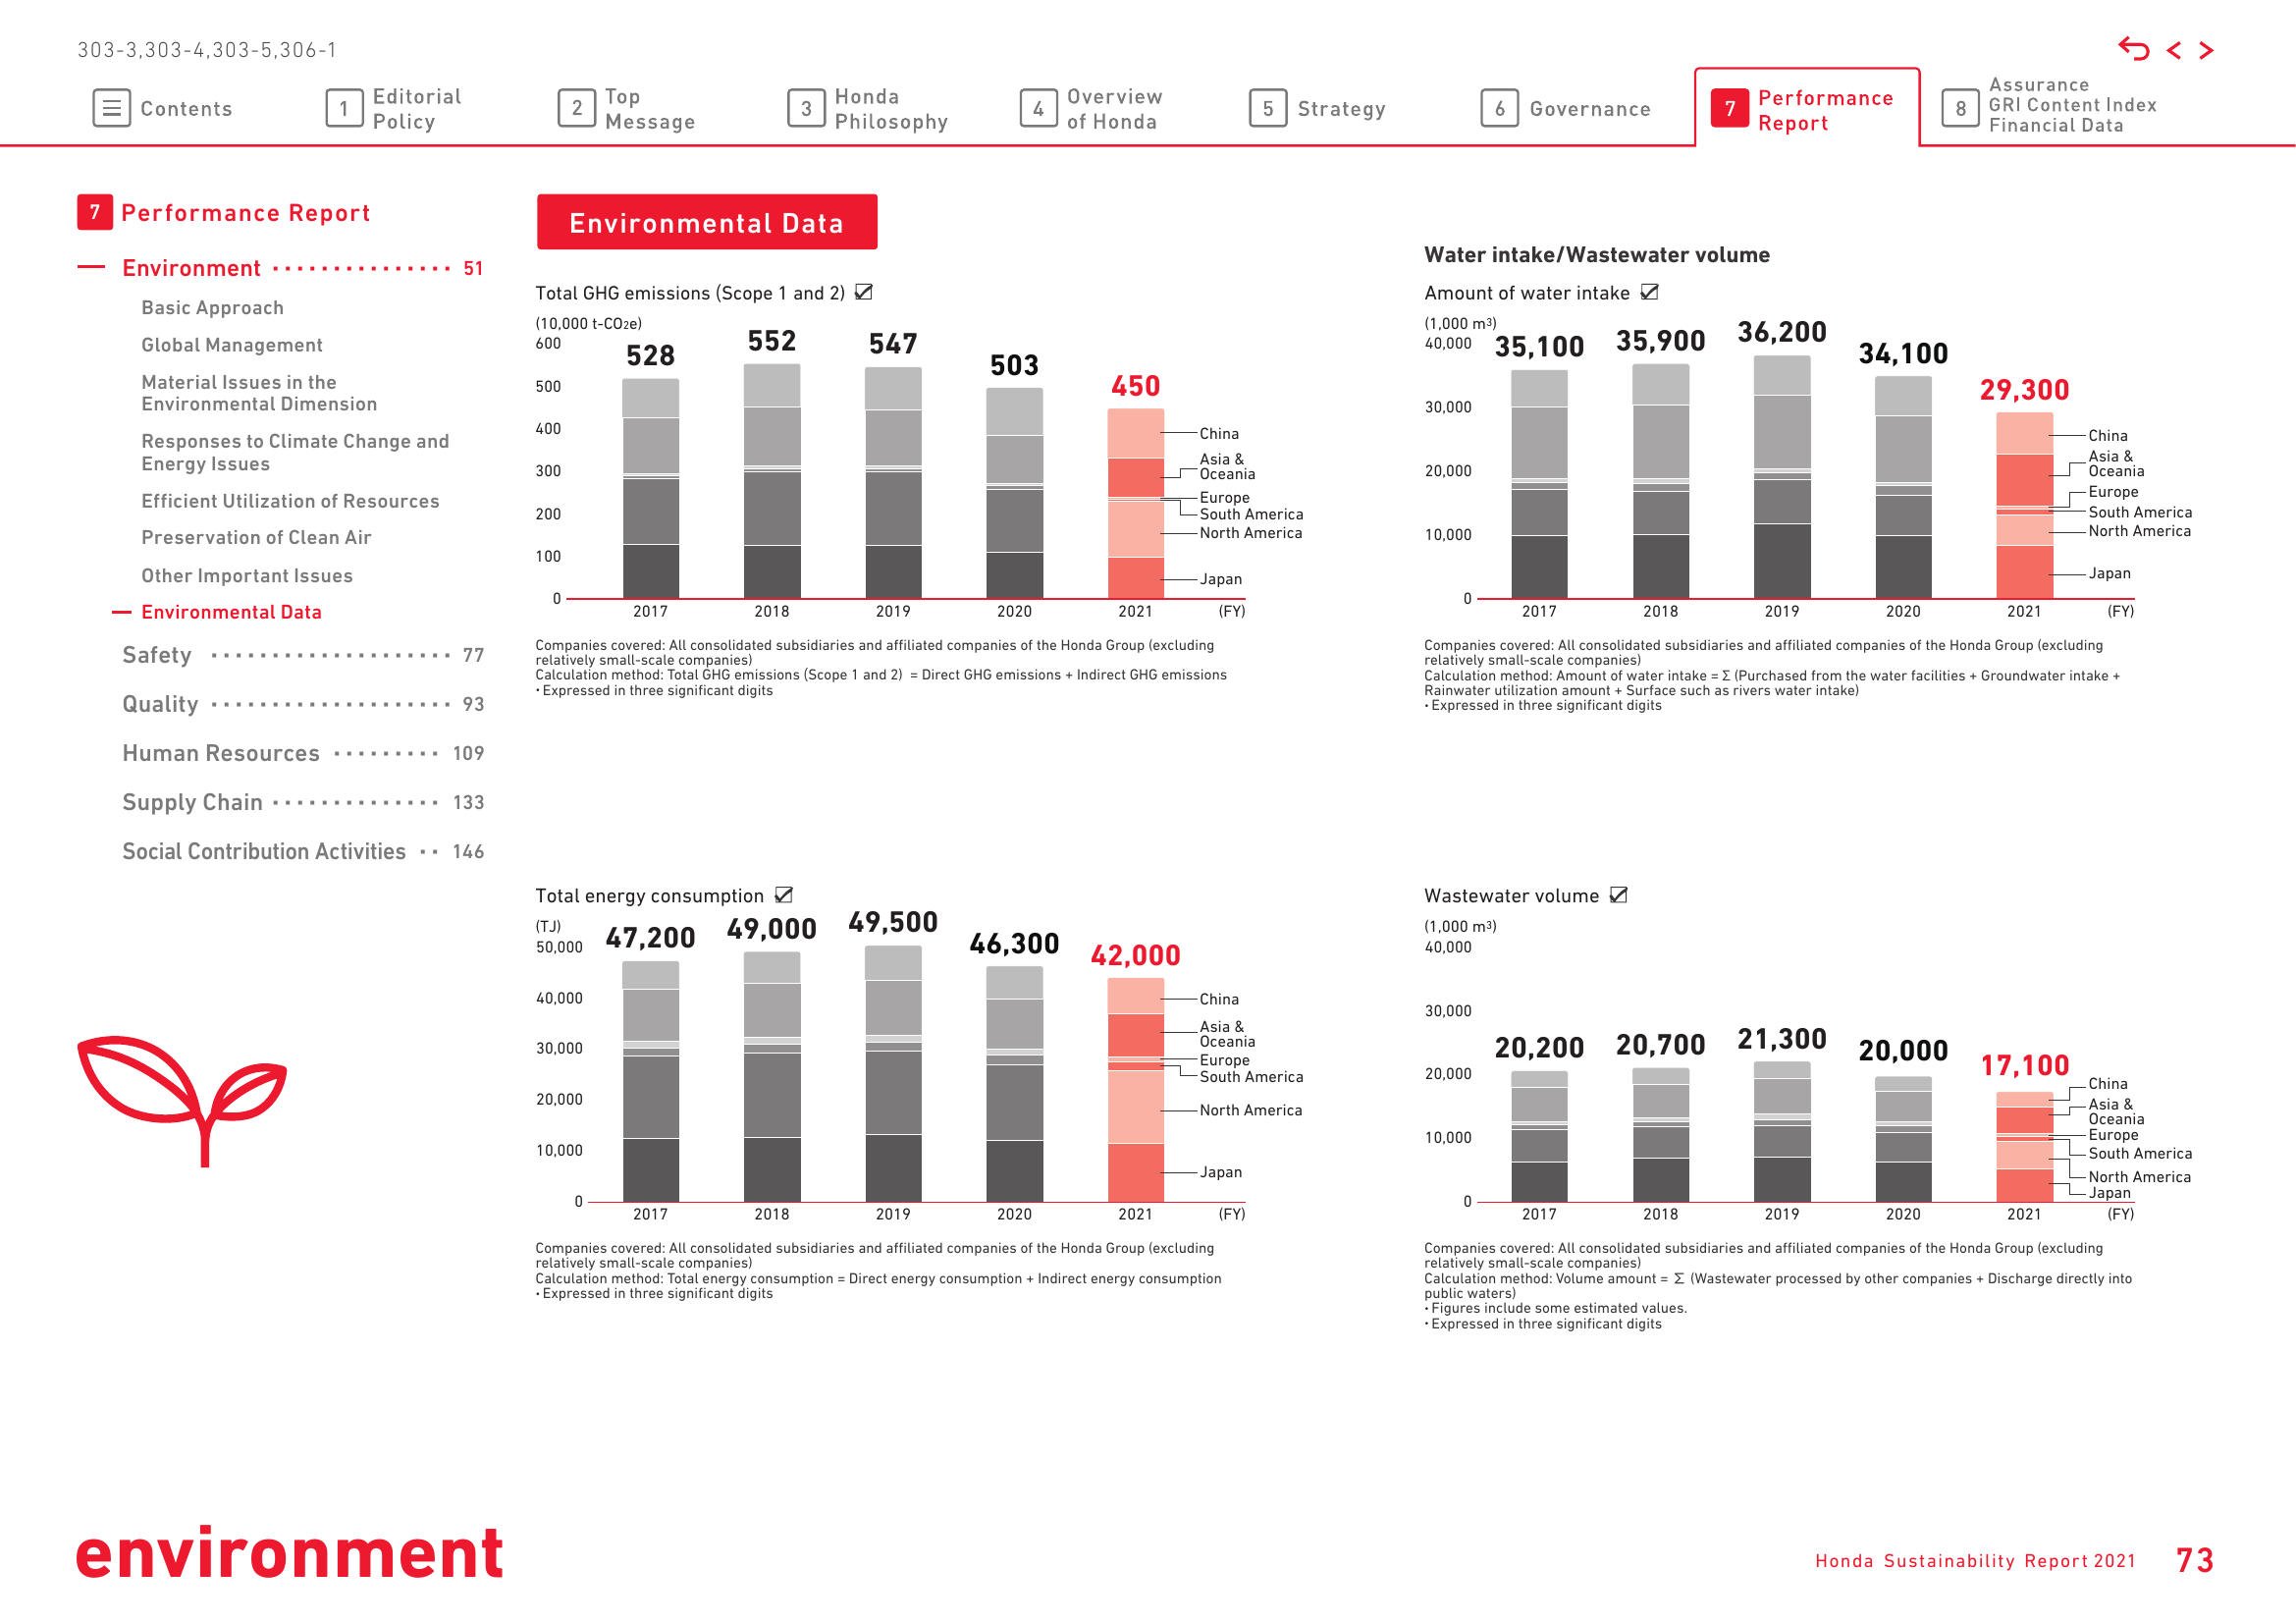 303-3,303-4,303-5,306-1
Contents
1 Editorial
Policy
2 Top
Message
3 Honda
Philosophy
4 Overview
of Honda
5 Strategy
6 Governance
7 Performance
Report
8 Assurance
GRI Content Index
Financial Data
7 Performance Report
Environment ··············· 51
Basic Approach
Global Management
Material Issues in the
Environmental Dimension
Responses to Climate Change and
Energy Issues
Efficient Utilization of Resources
Preservation of Clean Air
Other Important Issues
Environmental Data
Safety ···················· 77
Quality ···················· 93
Human Resources ········· 109
Supply Chain ·············· 133
Social Contribution Activities ·· 146
Environmental Data
Total GHG emissions (Scope 1 and 2)
(10,000 t-CO2e)
600
500
400
300
200
100
0
528
552
547
503
450
China
Asia &
Oceania
Europe
South America
North America
Japan
2017 2018 2019 2020 2021 (FY)
Companies covered: All consolidated subsidiaries and affiliated companies of the Honda Group (excluding
relatively small-scale companies)
Calculation method: Total GHG emissions (Scope 1 and 2) = Direct GHG emissions + Indirect GHG emissions
· Expressed in three significant digits
Total energy consumption
(TJ)
50,000
40,000
30,000
20,000
10,000
0
47,200
49,000
49,500
46,300
42,000
China
Asia &
Oceania
Europe
South America
North America
Japan
2017 2018 2019 2020 2021 (FY)
Companies covered: All consolidated subsidiaries and affiliated companies of the Honda Group (excluding
relatively small-scale companies)
Calculation method: Total energy consumption = Direct energy consumption + Indirect energy consumption
· Expressed in three significant digits
Water intake/Wastewater volume
Amount of water intake
(1,000 m3)
40,000
30,000
20,000
10,000
0
35,100
35,900
36,200
34,100
29,300
China
Asia &
Oceania
Europe
South America
North America
Japan
2017 2018 2019 2020 2021 (FY)
Companies covered: All consolidated subsidiaries and affiliated companies of the Honda Group (excluding
relatively small-scale companies)
Calculation method: Amount of water intake = Σ (Purchased from the water facilities + Groundwater intake +
Rainwater utilization amount + Surface such as rivers water intake)
· Expressed in three significant digits
Wastewater volume
(1,000 m3)
40,000
30,000
20,000
10,000
0
20,200
20,700
21,300
20,000
17,100
China
Asia &
Oceania
Europe
South America
North America
Japan
2017 2018 2019 2020 2021 (FY)
Companies covered: All consolidated subsidiaries and affiliated companies of the Honda Group (excluding
relatively small-scale companies)
Calculation method: Volume amount = Σ (Wastewater processed by other companies + Discharge directly into
public waters)
· Figures include some estimated values.
· Expressed in three significant digits
environment
Honda Sustainability Report 2021 73